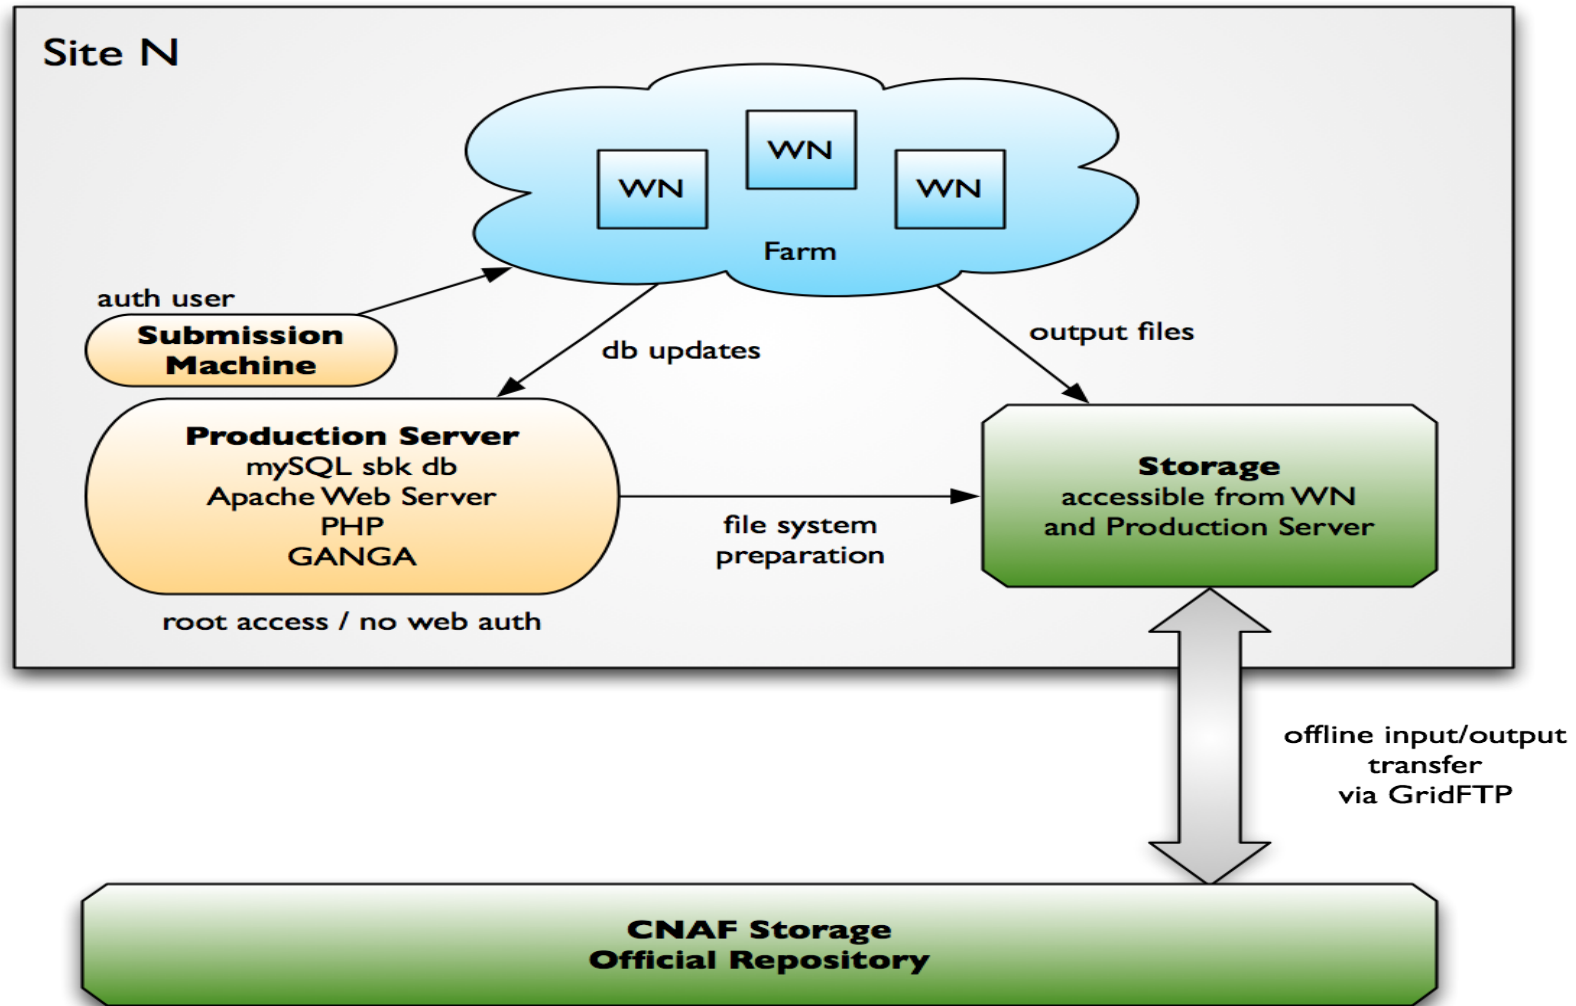 Site N
WN
WN
WN
Farm
auth user
Submission
Machine
db updates
output files
Production Server
mySQL sbk db
Apache Web Server
PHP
GANGA
file system
preparation
Storage
accessible from WN
and Production Server
root access / no web auth
offline input/output
transfer
via GridFTP
CNAF Storage
Official Repository